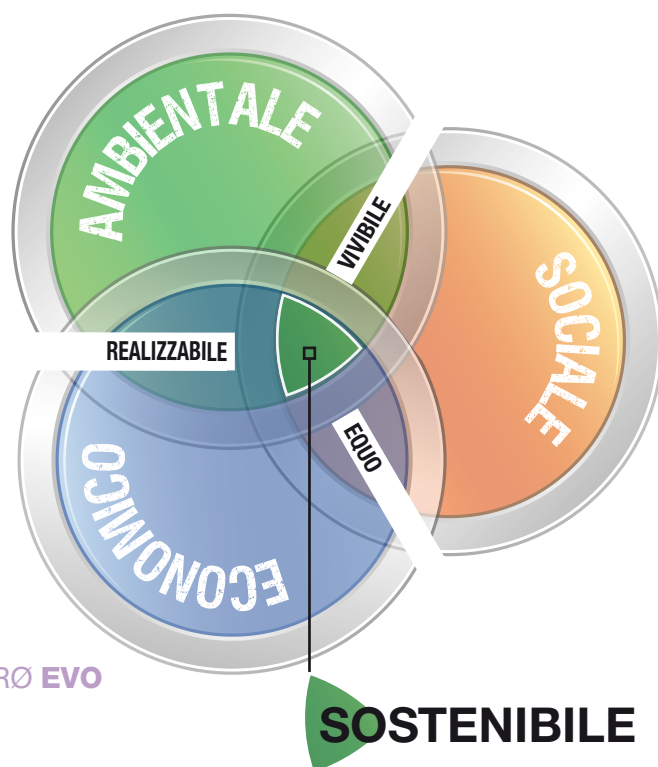 AMBIENTALE
VIVIBILE
SOCIALE
REALIZZABILE
EQUO
ECONOMICO
RØ EVO
SOSTENIBILE